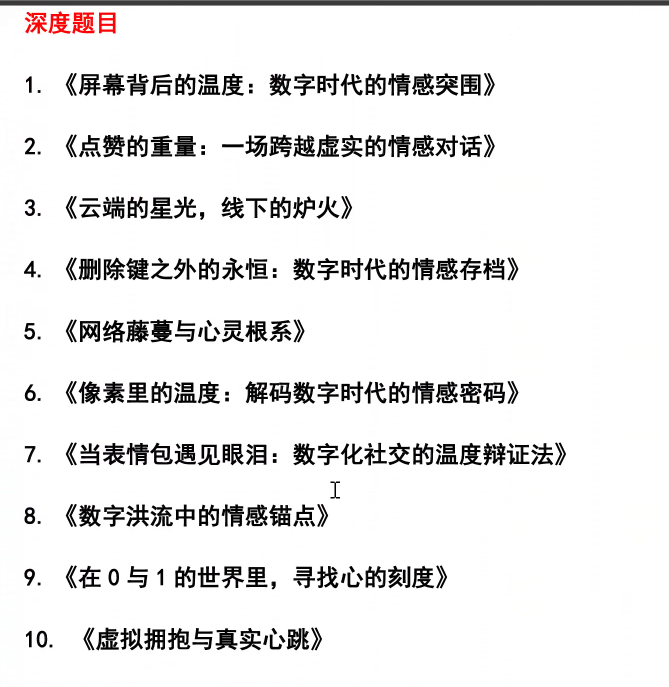 深度题目
1. 《屏幕背后的温度：数字时代的情感突围》
2. 《点赞的重量：一场跨越虚实的情感对话》
3. 《云端的星光，线下的炉火》
4. 《删除键之外的永恒：数字时代的情感存档》
5. 《网络藤蔓与心灵根系》
6. 《像素里的温度：解码数字时代的情感密码》
7. 《当表情包遇见眼泪：数字化社交的温度辩证法》
8. 《数字洪流中的情感锚点》
9. 《在 0 与 1 的世界里，寻找心的刻度》
10. 《虚拟拥抱与真实心跳》